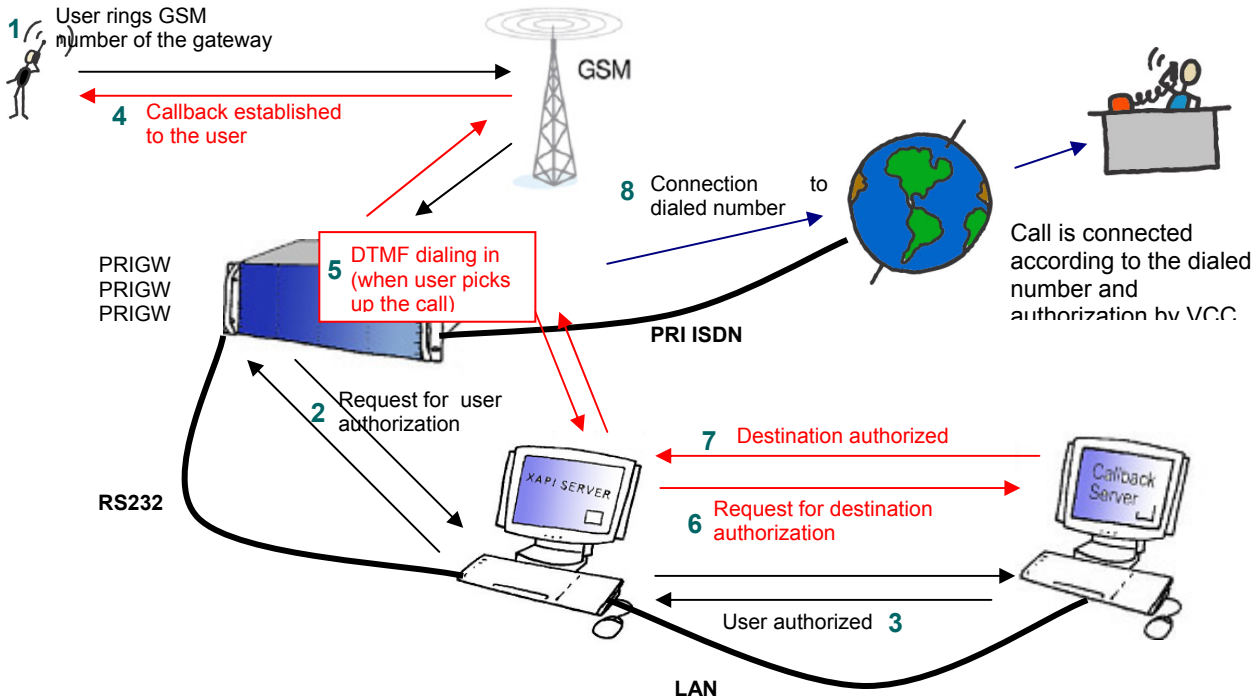 1
User rings GSM
number of the gateway
GSM
4
Callback established
to the user
8
Connection to
dialed number
5
DTMF dialing in
(when user picks
up the call)
PRIGW
PRIGW
PRIGW
Call is connected
according to the dialed
number and
authorization by VCC
PRI ISDN
2
Request for user
authorization
7
Destination authorized
XAPI SERVER
Callback
Server
RS232
6
Request for destination
authorization
User authorized 3
LAN